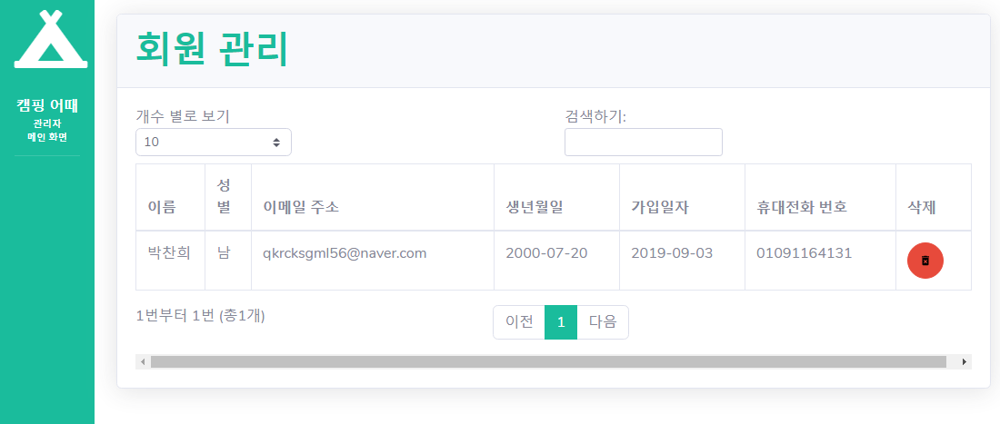 캠핑 어때
관리자
메인 화면
회원 관리
개수 별로 보기
검색하기:
10
이름 성별 이메일 주소 생년월일 가입일자 휴대전화 번호 삭제
박찬희 남 qkrcksgml56@naver.com 2000-07-20 2019-09-03 01091164131
1번부터 1번 (총1개)
이전 1 다음